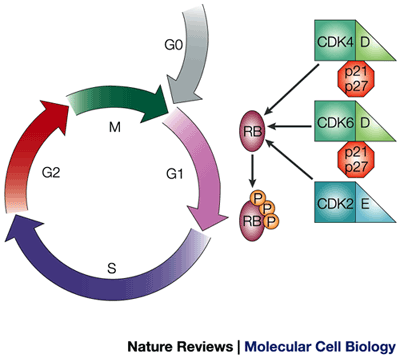 G0
M
G1
G2
S
CDK4 D
p21
p27
CDK6 D
p21
p27
CDK2 E
RB
RB
P
P
P
Nature Reviews | Molecular Cell Biology